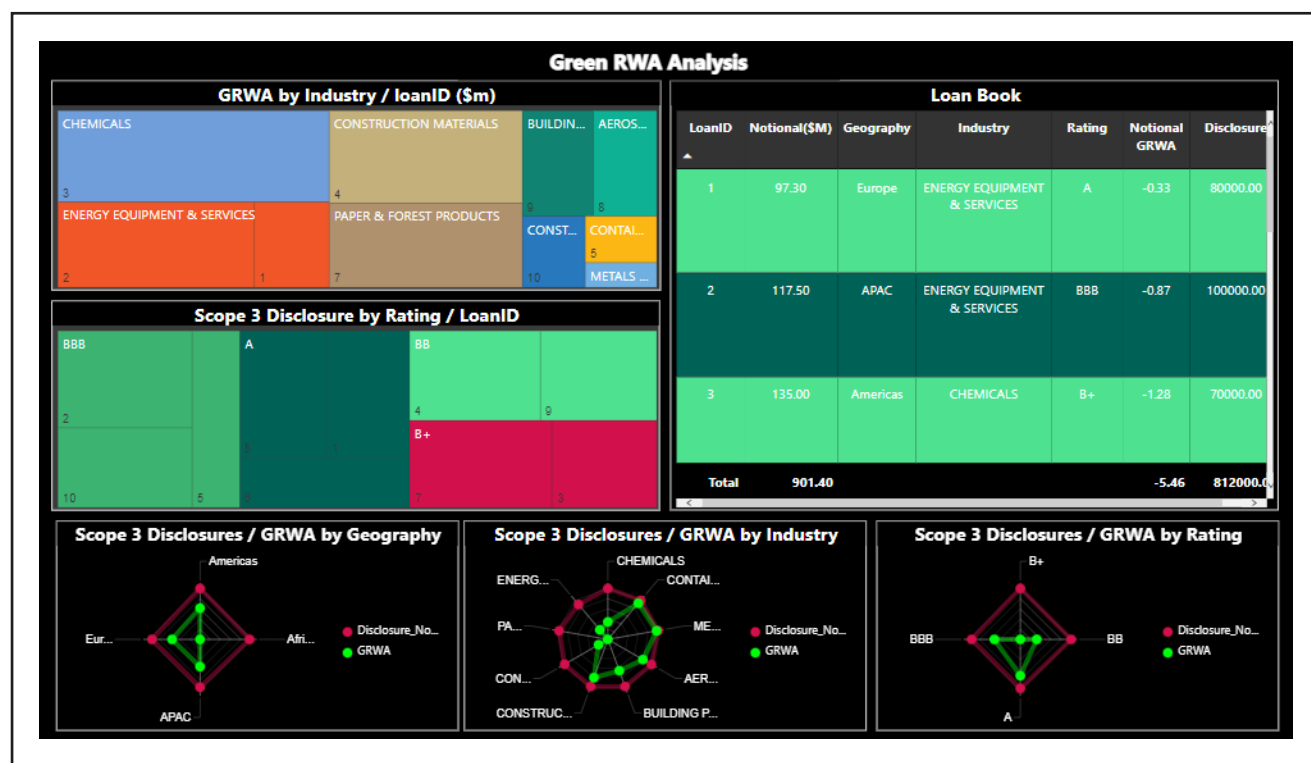 Green RWA Analysis
GRWA by Industry / loanID ($m)
CHEMICALS
3
CONSTRUCTION MATERIALS
4
BUILDIN...
9
AEROS...
8
ENERGY EQUIPMENT & SERVICES
2
1
PAPER & FOREST PRODUCTS
7
CONST...
10
CONTAI...
5
METALS ...
Loan Book
LoanID Notional($M) Geography Industry Rating Notional GRWA Disclosure
1 97.30 Europe ENERGY EQUIPMENT & SERVICES A -0.33 80000.00
2 117.50 APAC ENERGY EQUIPMENT & SERVICES BBB -0.87 100000.00
3 135.00 Americas CHEMICALS B+ -1.28 70000.00
Total 901.40 -5.46 812000.0
Scope 3 Disclosure by Rating / LoanID
BBB
2
10
5
A
BB
4
9
B+
7
3
Scope 3 Disclosures / GRWA by Geography
Americas
Eur...
Afri...
APAC
Disclosure_No...
GRWA
Scope 3 Disclosures / GRWA by Industry
CHEMICALS
ENERG...
CONTAI...
PA...
ME...
CON...
AER...
CONSTRUC...
BUILDING P...
Disclosure_No...
GRWA
Scope 3 Disclosures / GRWA by Rating
B+
BBB
BB
A
Disclosure_No...
GRWA